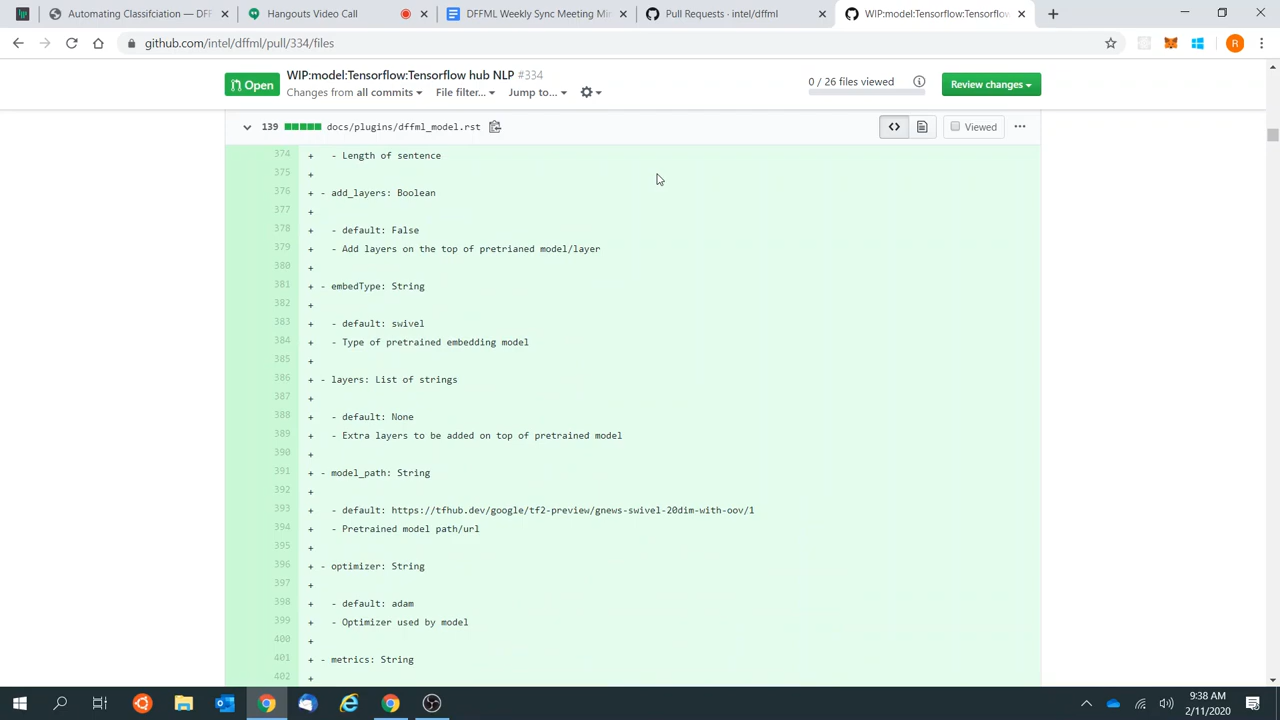 Automating Classifciation — DFF
Hangouts Video Call
DFFML Weekly Sync Meeting Min
Pull Requests · intel/dffml
WIP:model:Tensorflow:Tensorflow
github.com/intel/dffml/pull/334/files
R
Open
WIP:model:Tensorflow:Tensorflow hub NLP #334
Changes from all commits File filter... Jump to...
0 / 26 files viewed
Review changes
139 docs/plugins/dffml_model.rst
Viewed
374 + - Length of sentence
375 +
376 + - add_layers: Boolean
377 +
378 + - default: False
379 + - Add layers on the top of pretrianed model/layer
380 +
381 + - embedType: String
382 +
383 + - default: swivel
384 + - Type of pretrained embedding model
385 +
386 + - layers: List of strings
387 +
388 + - default: None
389 + - Extra layers to be added on top of pretrained model
390 +
391 + - model_path: String
392 +
393 + - default: https://tfhub.dev/google/tf2-preview/gnews-swivel-20dim-with-oov/1
394 + - Pretrained model path/url
395 +
396 + - optimizer: String
397 +
398 + - default: adam
399 + - Optimizer used by model
400 +
401 + - metrics: String
402 +
9:38 AM
2/11/2020